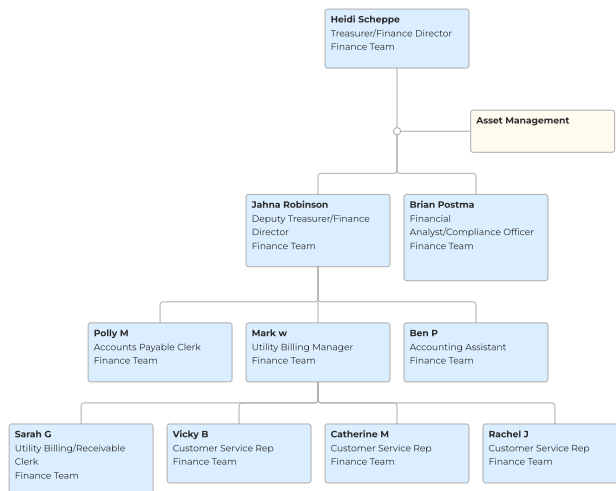 Heidi Scheppe
Treasurer/Finance Director
Finance Team
Asset Management
Jahna Robinson
Deputy Treasurer/Finance
Director
Finance Team
Brian Postma
Financial
Analyst/Compliance Officer
Finance Team
Polly M
Accounts Payable Clerk
Finance Team
Mark w
Utility Billing Manager
Finance Team
Ben P
Accounting Assistant
Finance Team
Sarah G
Utility Billing/Receivable
Clerk
Finance Team
Vicky B
Customer Service Rep
Finance Team
Catherine M
Customer Service Rep
Finance Team
Rachel J
Customer Service Rep
Finance Team